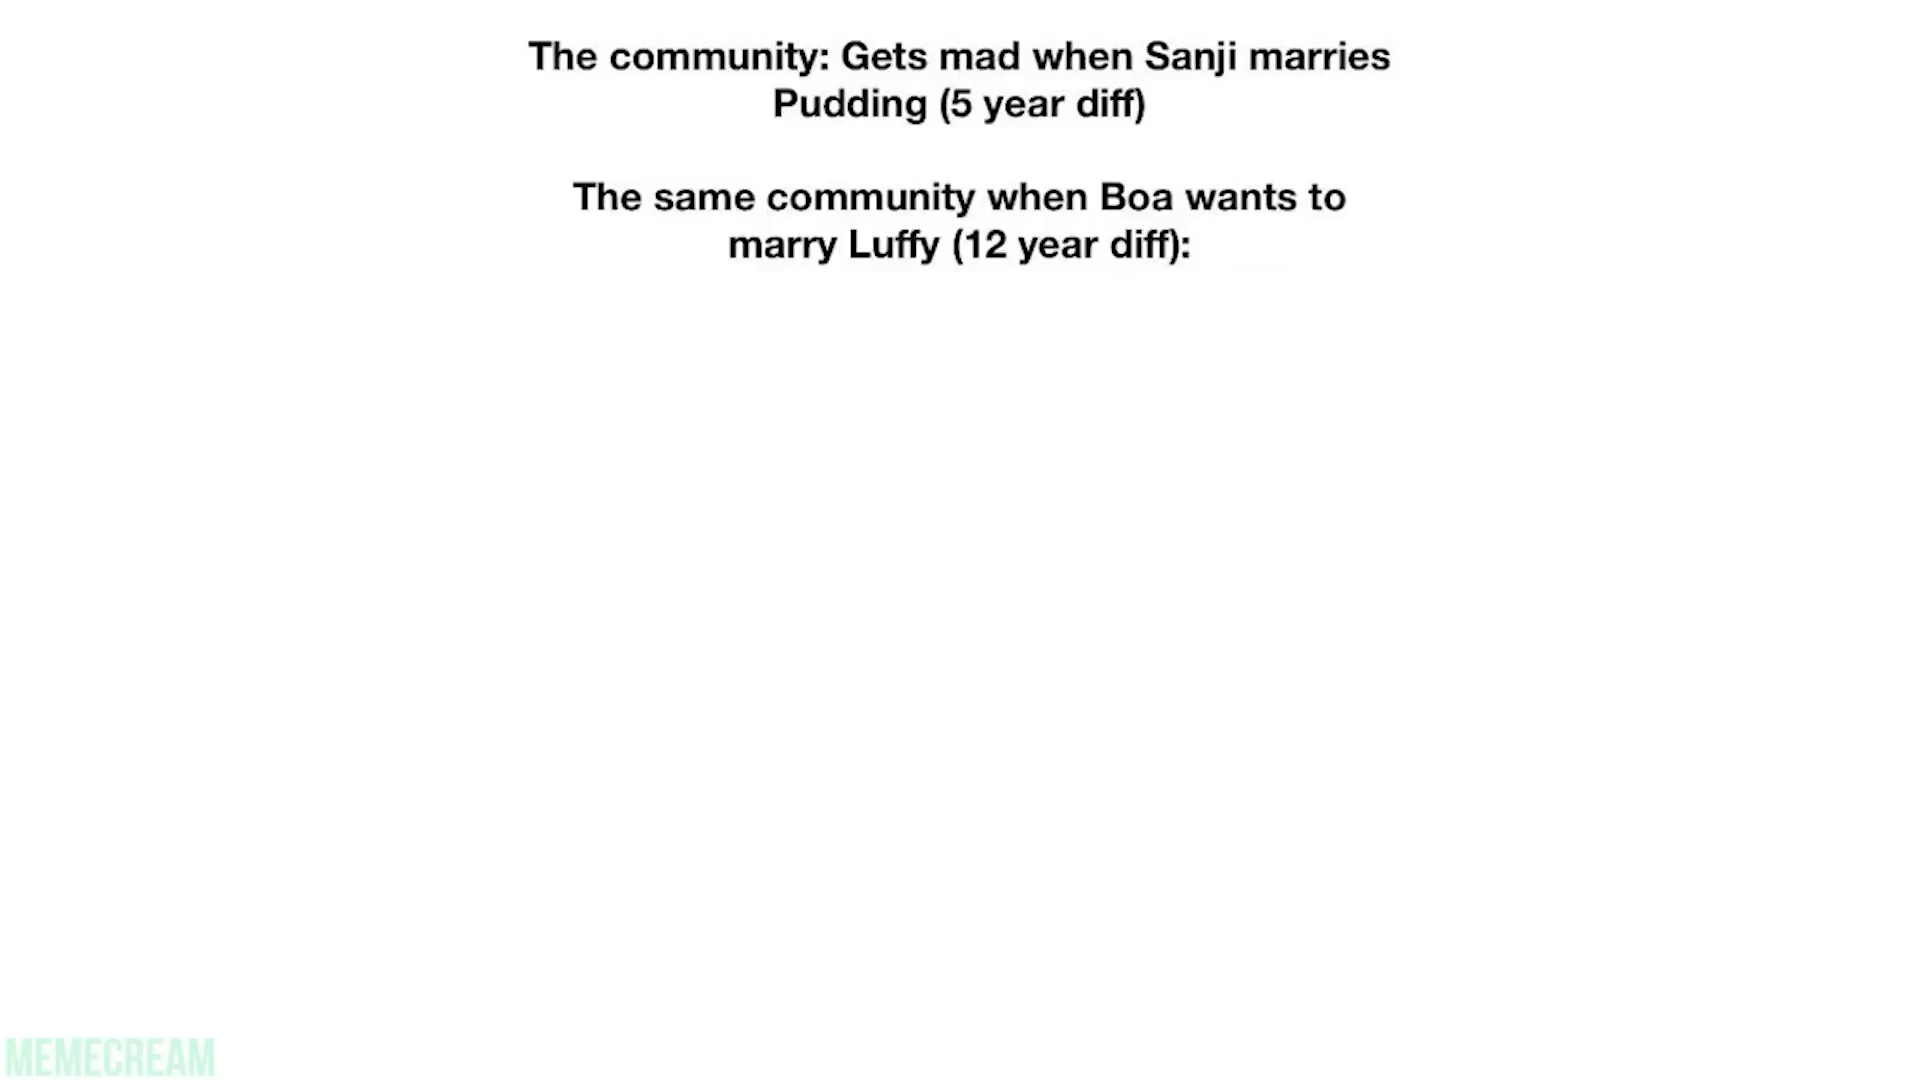 The community: Gets mad when Sanji marries
Pudding (5 year diff)
The same community when Boa wants to
marry Luffy (12 year diff):
MEMECREAM